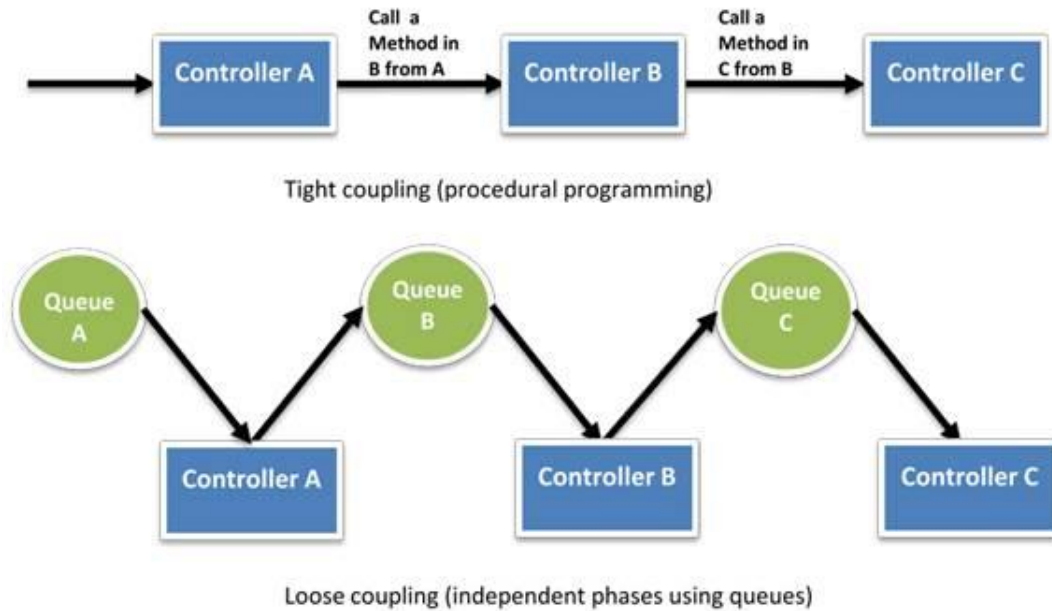 Call a
Method in
B from A
Call a
Method in
C from B
Controller A
Controller B
Controller C
Tight coupling (procedural programming)
Queue
A
Queue
B
Queue
C
Controller A
Controller B
Controller C
Loose coupling (independent phases using queues)